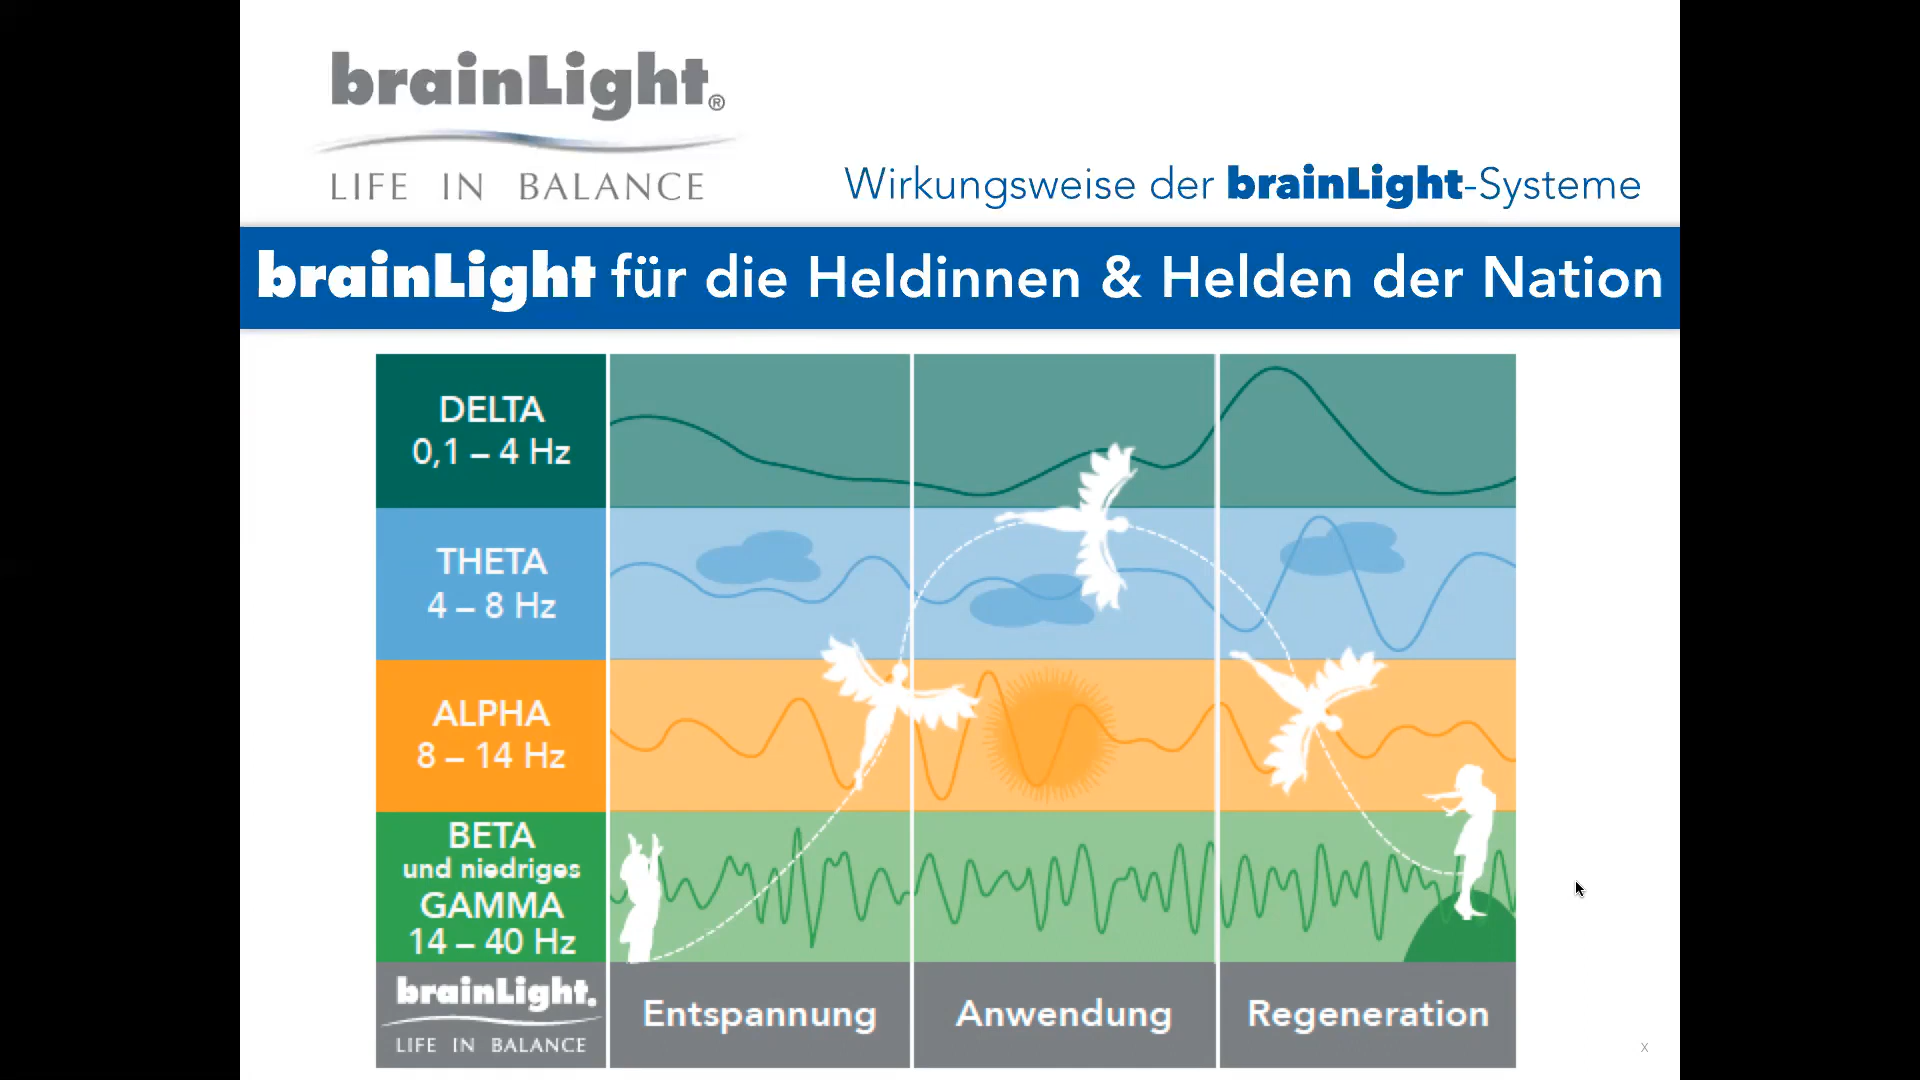 brainLight®
LIFE IN BALANCE
Wirkungsweise der brainLight-Systeme
brainLight für die Heldinnen & Helden der Nation
DELTA
0,1 – 4 Hz
THETA
4 – 8 Hz
ALPHA
8 – 14 Hz
BETA
und niedriges
GAMMA
14 – 40 Hz
brainLight.
LIFE IN BALANCE
Entspannung
Anwendung
Regeneration
x